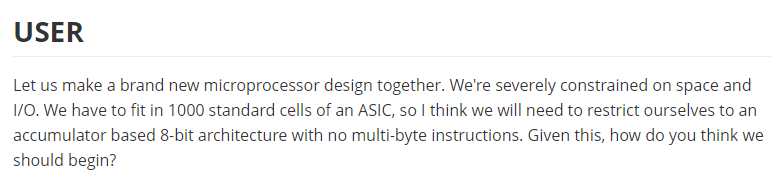 USER
Let us make a brand new microprocessor design together. We're severely constrained on space and
I/O. We have to fit in 1000 standard cells of an ASIC, so I think we will need to restrict ourselves to an
accumulator based 8-bit architecture with no multi-byte instructions. Given this, how do you think we
should begin?